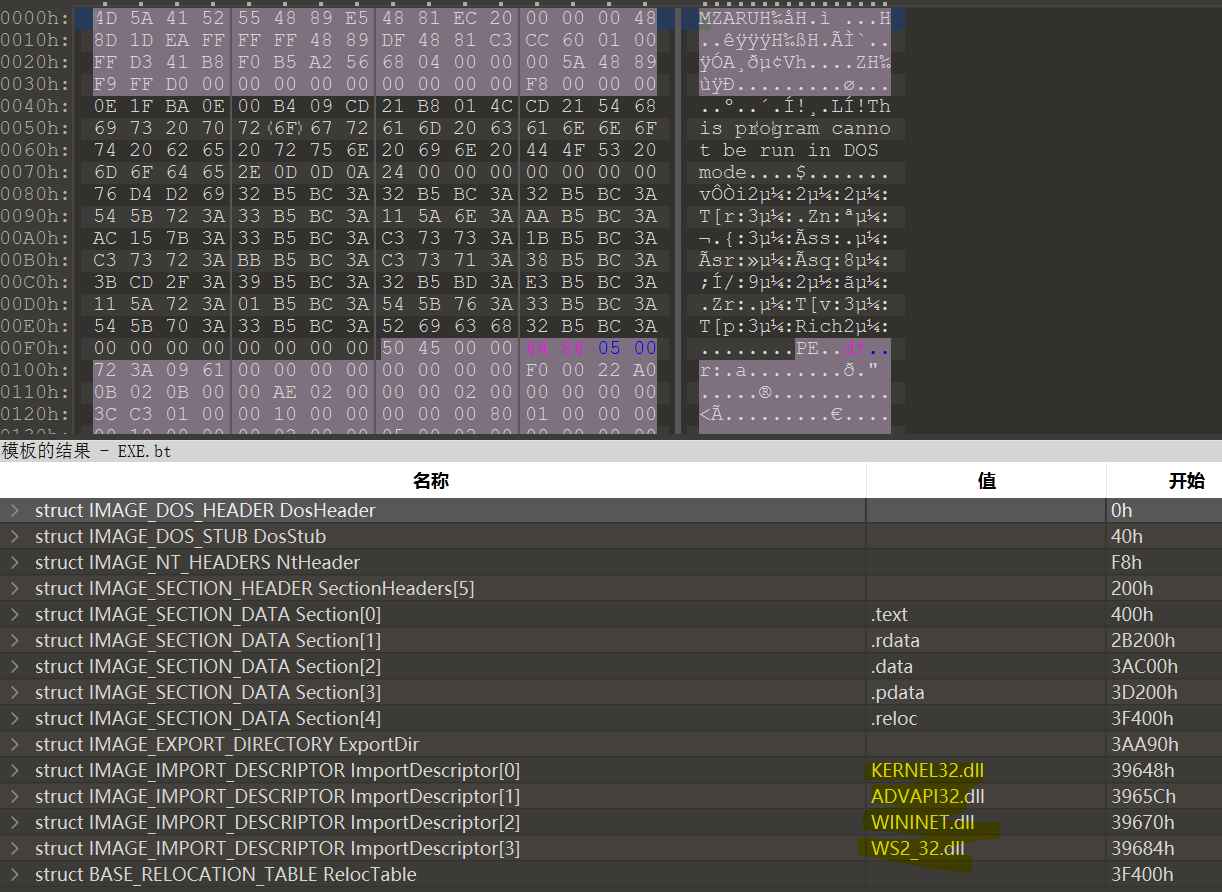 4D 5A 41 52 55 48 89 E5 48 81 EC 20 00 00 00 48 MZARUH‰åH.ì ...H
0010h: 8D 1D EA FF FF FF 48 89 DF 48 81 C3 CC 60 01 00 ..êÿÿÿH‰ßH.ÃÌ`..
0020h: FF D3 41 B8 F0 B5 A2 56 68 04 00 00 00 5A 48 89 ÿÓA¸ðµ¢Vh....ZH‰
0030h: F9 FF D0 00 00 00 00 00 00 00 00 00 F8 00 00 00 ùÿÐ.........ø...
0040h: 0E 1F BA 0E 00 B4 09 CD 21 B8 01 4C CD 21 54 68 ..º..´.Í!¸.LÍ!Th
0050h: 69 73 20 70 72 6F 67 72 61 6D 20 63 61 6E 6E 6F is program canno
0060h: 74 20 62 65 20 72 75 6E 20 69 6E 20 44 4F 53 20 t be run in DOS
0070h: 6D 6F 64 65 2E 0D 0D 0A 24 00 00 00 00 00 00 00 mode....$.......
0080h: 76 D4 D2 69 32 B5 BC 3A 32 B5 BC 3A 32 B5 BC 3A vÔÒi2µ¼:2µ¼:2µ¼:
0090h: 54 5B 72 3A 33 B5 BC 3A 11 5A 6E 3A AA B5 BC 3A T[r:3µ¼:.Zn:ªµ¼:
00A0h: AC 15 7B 3A 33 B5 BC 3A C3 73 73 3A 1B B5 BC 3A ¬.{:3µ¼:Ãss:.µ¼:
00B0h: C3 73 72 3A BB B5 BC 3A C3 73 71 3A 38 B5 BC 3A Ãsr:»µ¼:Ãsq:8µ¼:
00C0h: 3B CD 2F 3A 39 B5 BC 3A 32 B5 BD 3A E3 B5 BC 3A ;Í/:9µ¼:2µ½:ãµ¼:
00D0h: 11 5A 72 3A 01 B5 BC 3A 54 5B 76 3A 33 B5 BC 3A .Zr:.µ¼:T[v:3µ¼:
00E0h: 54 5B 70 3A 33 B5 BC 3A 52 69 63 68 32 B5 BC 3A T[p:3µ¼:Rich2µ¼:
00F0h: 00 00 00 00 00 00 00 00 50 45 00 00 64 86 05 00 ........PE..d†..
0100h: 72 3A 09 61 00 00 00 00 00 00 00 00 F0 00 22 A0 r:.a........ð."
0110h: 0B 02 0B 00 00 AE 02 00 00 00 02 00 00 00 00 00 .....®..........
0120h: 3C C3 01 00 00 10 00 00 00 00 00 80 01 00 00 00 <Ã.........€....
模板的结果 - EXE.bt
名称 值 开始
struct IMAGE_DOS_HEADER DosHeader 0h
struct IMAGE_DOS_STUB DosStub 40h
struct IMAGE_NT_HEADERS NtHeader F8h
struct IMAGE_SECTION_HEADER SectionHeaders[5] 200h
struct IMAGE_SECTION_DATA Section[0] .text 400h
struct IMAGE_SECTION_DATA Section[1] .rdata 2B200h
struct IMAGE_SECTION_DATA Section[2] .data 3AC00h
struct IMAGE_SECTION_DATA Section[3] .pdata 3D200h
struct IMAGE_SECTION_DATA Section[4] .reloc 3F400h
struct IMAGE_EXPORT_DIRECTORY ExportDir 3AA90h
struct IMAGE_IMPORT_DESCRIPTOR ImportDescriptor[0] KERNEL32.dll 39648h
struct IMAGE_IMPORT_DESCRIPTOR ImportDescriptor[1] ADVAPI32.dll 3965Ch
struct IMAGE_IMPORT_DESCRIPTOR ImportDescriptor[2] WININET.dll 39670h
struct IMAGE_IMPORT_DESCRIPTOR ImportDescriptor[3] WS2_32.dll 39684h
struct BASE_RELOCATION_TABLE RelocTable 3F400h